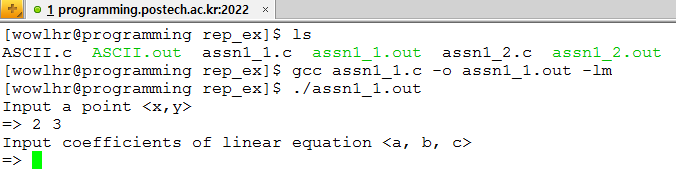 1 programming.postech.ac.kr:2022 ×
[wowlhr@programming rep_ex]$ ls
ASCII.c ASCII.out assn1_1.c assn1_1.out assn1_2.c assn1_2.out
[wowlhr@programming rep_ex]$ gcc assn1_1.c -o assn1_1.out -lm
[wowlhr@programming rep_ex]$ ./assn1_1.out
Input a point <x,y>
=> 2 3
Input coefficients of linear equation <a, b, c>
=>